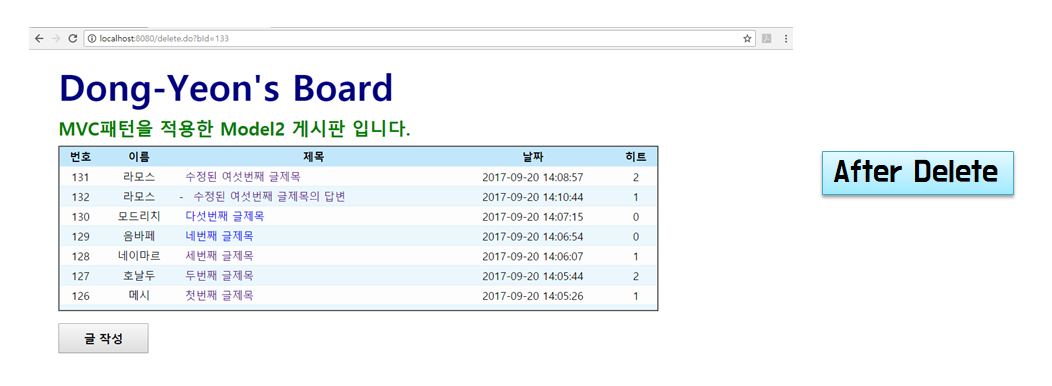 localhost:8080/delete.do?bId=133
Dong-Yeon's Board
MVC패턴을 적용한 Model2 게시판 입니다.
번호 이름 제목 날짜 히트
131 라모스 수정된 여섯번째 글제목 2017-09-20 14:08:57 2
132 라모스 - 수정된 여섯번째 글제목의 답변 2017-09-20 14:10:44 1
130 모드리치 다섯번째 글제목 2017-09-20 14:07:15 0
129 음바페 네번째 글제목 2017-09-20 14:06:54 0
128 네이마르 세번째 글제목 2017-09-20 14:06:07 1
127 호날두 두번째 글제목 2017-09-20 14:05:44 2
126 메시 첫번째 글제목 2017-09-20 14:05:26 1
글 작성
After Delete